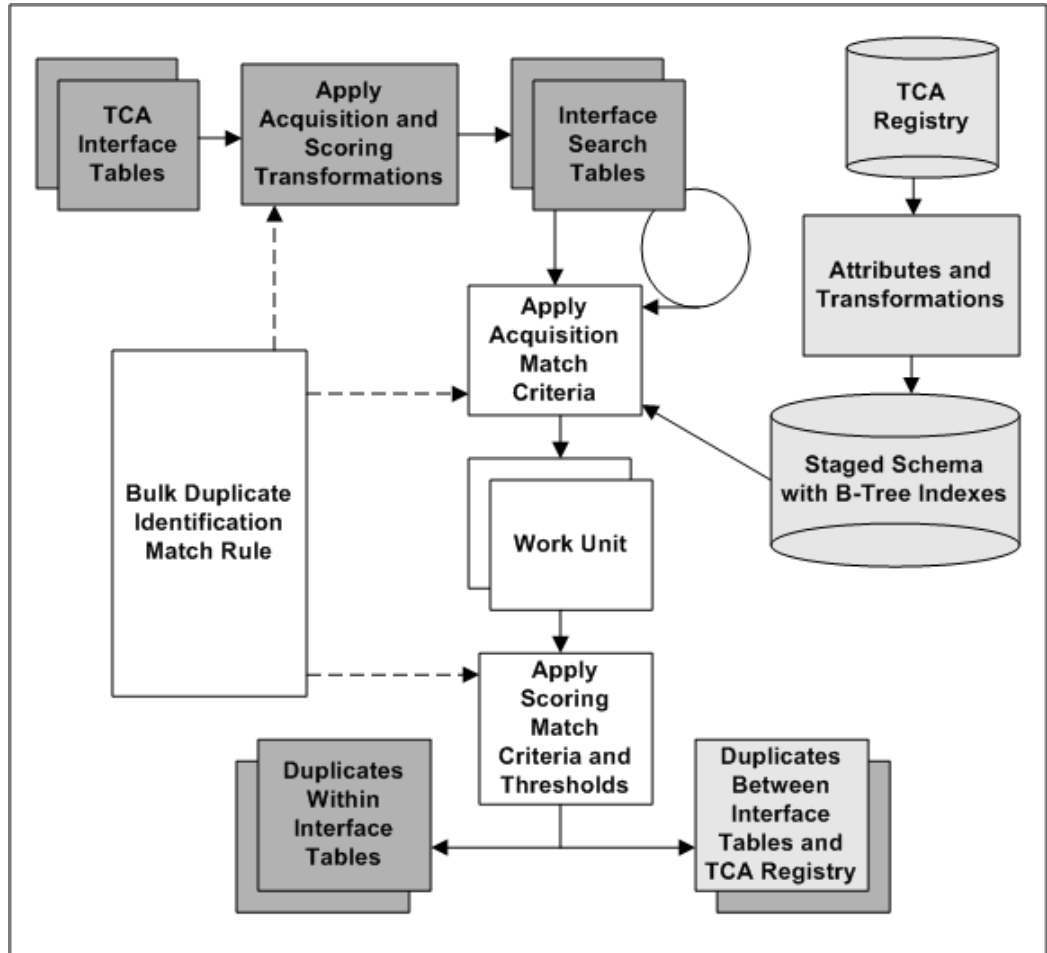 TCA
Interface
Tables
Apply
Acquisition and
Scoring
Transformations
Interface
Search
Tables
TCA
Registry
Attributes and
Transformations
Apply
Acquisition
Match
Criteria
Staged Schema
with B-Tree Indexes
Bulk Duplicate
Identification
Match Rule
Work Unit
Apply
Scoring
Match
Criteria and
Thresholds
Duplicates
Within
Interface
Tables
Duplicates
Between
Interface
Tables and
TCA Registry